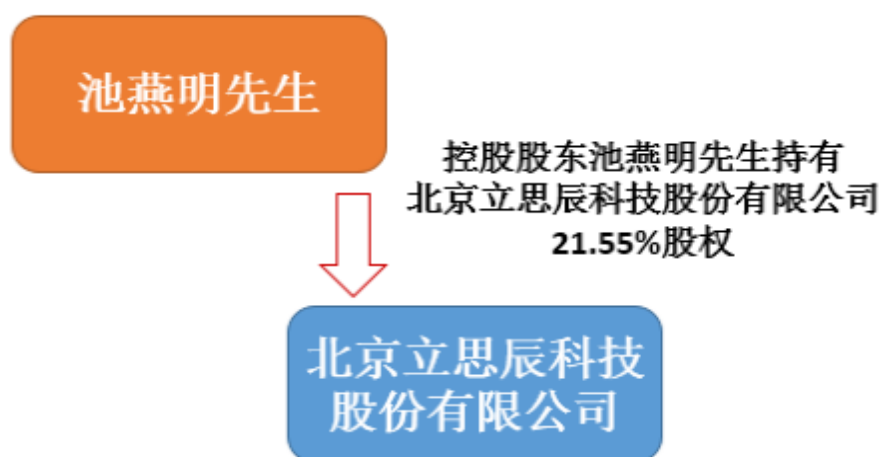 池燕明先生
控股股东池燕明先生持有
北京立思辰科技股份有限公司
21.55%股权
北京立思辰科技
股份有限公司